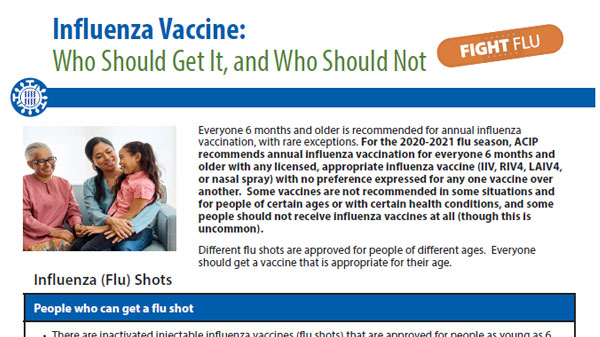 Influenza Vaccine:
Who Should Get It, and Who Should Not
FIGHT FLU
Everyone 6 months and older is recommended for annual influenza
vaccination, with rare exceptions. For the 2020-2021 flu season, ACIP
recommends annual influenza vaccination for everyone 6 months and
older with any licensed, appropriate influenza vaccine (IIV, RIV4, LAIV4,
or nasal spray) with no preference expressed for any one vaccine over
another. Some vaccines are not recommended in some situations and
for people of certain ages or with certain health conditions, and some
people should not receive influenza vaccines at all (though this is
uncommon).
Different flu shots are approved for people of different ages. Everyone
should get a vaccine that is appropriate for their age.
Influenza (Flu) Shots
People who can get a flu shot
• There are inactivated injectable influenza vaccines (flu shots) that are approved for people as young as 6